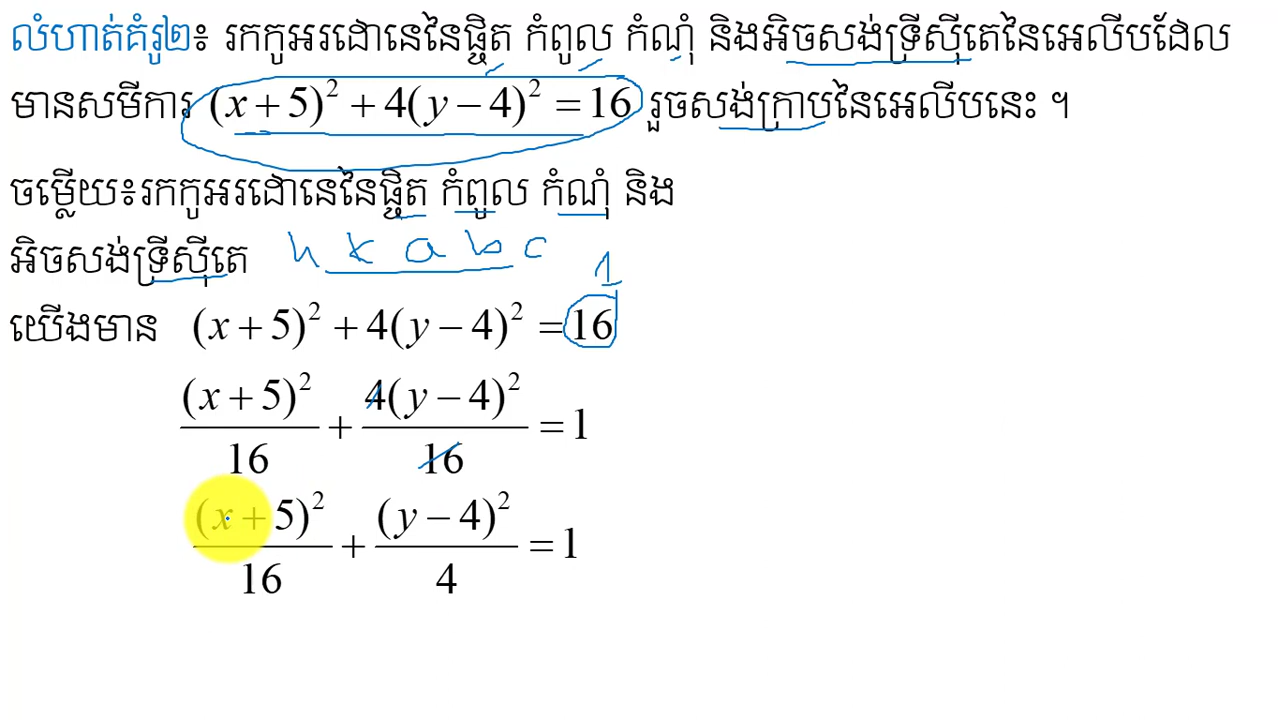 លំហាត់គំរូ២៖ រកកូអរដោនេនៃផ្ចិត កំពូល កំណុំ និងអិចសង់ទ្រីស៊ីតេនៃអេលីបដែល
មានសមីការ (x + 5)² + 4(y − 4)² = 16 រួចសង់ក្រាបនៃអេលីបនេះ ។
ចម្លើយ៖រកកូអរដោនេនៃផ្ចិត កំពូល កំណុំ និង
អិចសង់ទ្រីស៊ីតេ h k a b c
1
យើងមាន (x + 5)² + 4(y − 4)² = 16
(x + 5)²/16 + 4(y − 4)²/16 = 1
(x + 5)²/16 + (y − 4)²/4 = 1